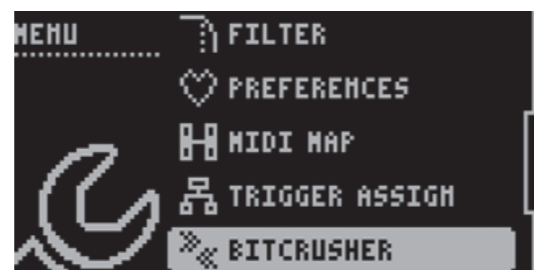 MENU
FILTER
PREFERENCES
MIDI MAP
TRIGGER ASSIGN
BITCRUSHER